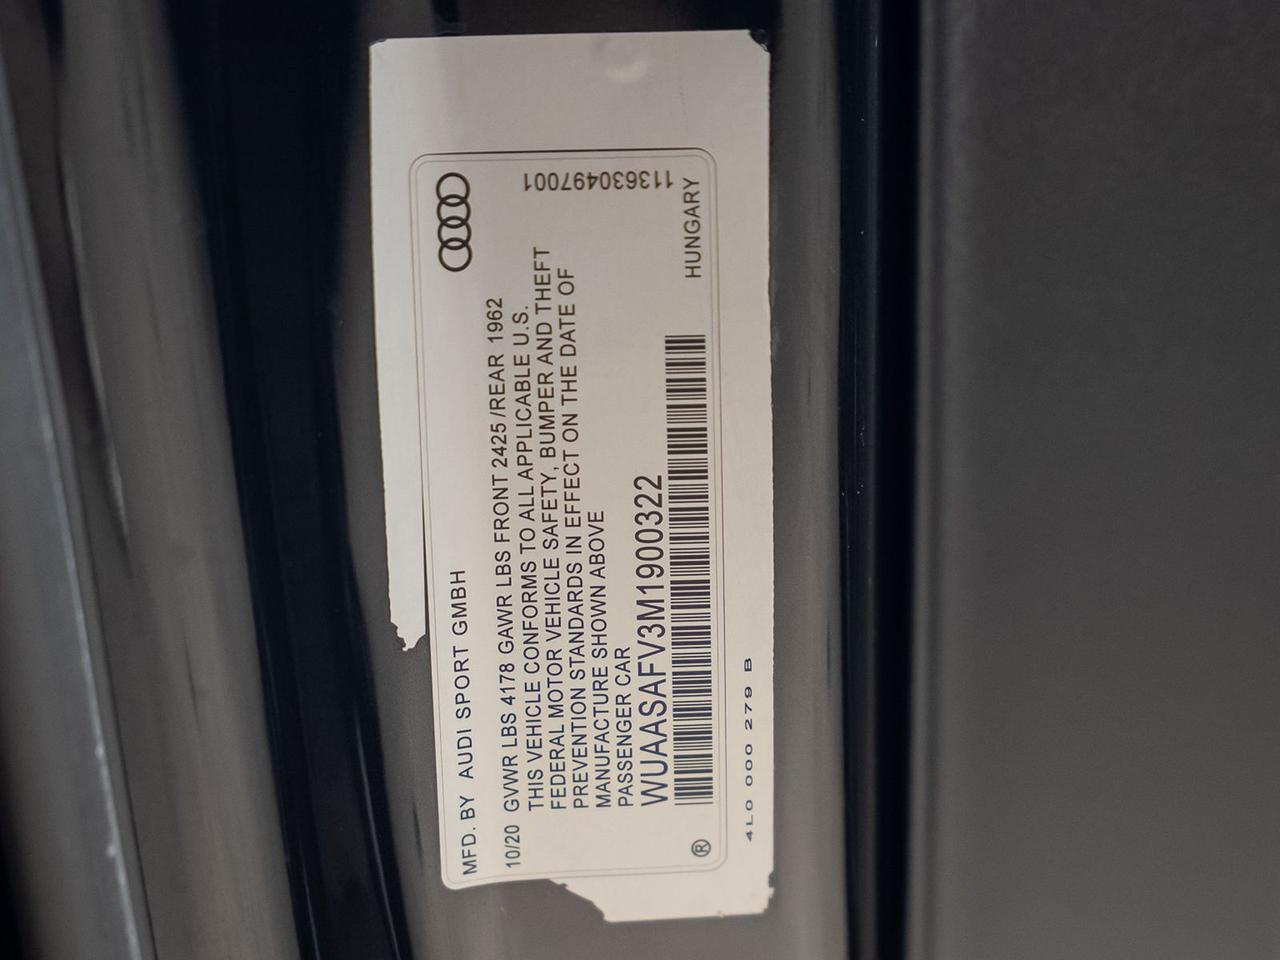 MFD. BY AUDI SPORT GMBH
10/20 GVWR LBS 4178 GAWR LBS FRONT 2425/REAR 1962
THIS VEHICLE CONFORMS TO ALL APPLICABLE U.S.
FEDERAL MOTOR VEHICLE SAFETY, BUMPER AND THEFT
PREVENTION STANDARDS IN EFFECT ON THE DATE OF
MANUFACTURE SHOWN ABOVE
PASSENGER CAR
WUAASAFV3M1900322
113630497001
HUNGARY
®
4L0 000 279 B